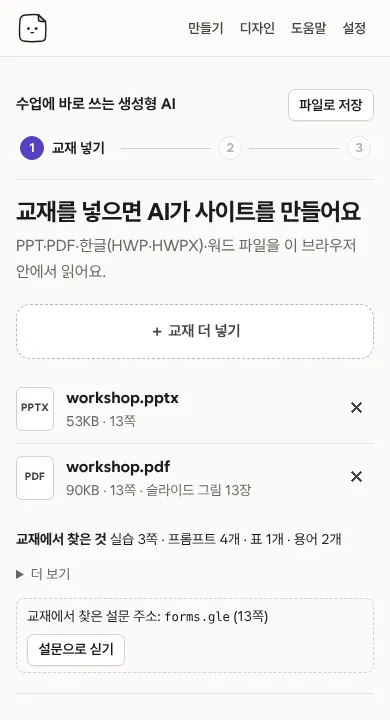 만들기 디자인 도움말 설정
수업에 바로 쓰는 생성형 AI
파일로 저장
1 교재 넣기 2 3
교재를 넣으면 AI가 사이트를 만들어요
PPT·PDF·한글(HWP·HWPX)·워드 파일을 이 브라우저
안에서 읽어요.
+ 교재 더 넣기
PPTX
workshop.pptx
53KB · 13쪽
✕
PDF
workshop.pdf
90KB · 13쪽 · 슬라이드 그림 13장
✕
교재에서 찾은 것 실습 3쪽 · 프롬프트 4개 · 표 1개 · 용어 2개
▶ 더 보기
교재에서 찾은 설문 주소: forms.gle (13쪽)
설문으로 싣기